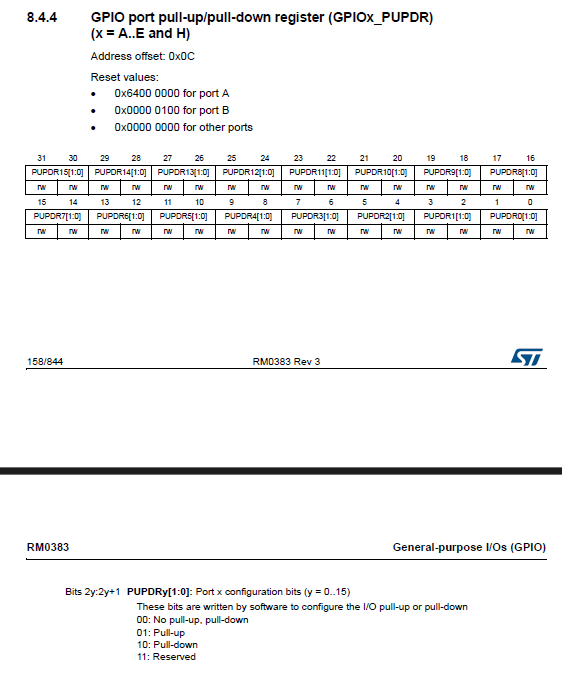 8.4.4 GPIO port pull-up/pull-down register (GPIOx_PUPDR)
(x = A..E and H)
Address offset: 0x0C
Reset values:
• 0x6400 0000 for port A
• 0x0000 0100 for port B
• 0x0000 0000 for other ports
31 30 29 28 27 26 25 24 23 22 21 20 19 18 17 16
PUPDR15[1:0] PUPDR14[1:0] PUPDR13[1:0] PUPDR12[1:0] PUPDR11[1:0] PUPDR10[1:0] PUPDR9[1:0] PUPDR8[1:0]
rw rw rw rw rw rw rw rw rw rw rw rw rw rw rw rw
15 14 13 12 11 10 9 8 7 6 5 4 3 2 1 0
PUPDR7[1:0] PUPDR6[1:0] PUPDR5[1:0] PUPDR4[1:0] PUPDR3[1:0] PUPDR2[1:0] PUPDR1[1:0] PUPDR0[1:0]
rw rw rw rw rw rw rw rw rw rw rw rw rw rw rw rw
158/844 RM0383 Rev 3 ST
RM0383 General-purpose I/Os (GPIO)
Bits 2y:2y+1 PUPDRy[1:0]: Port x configuration bits (y = 0..15)
These bits are written by software to configure the I/O pull-up or pull-down
00: No pull-up, pull-down
01: Pull-up
10: Pull-down
11: Reserved